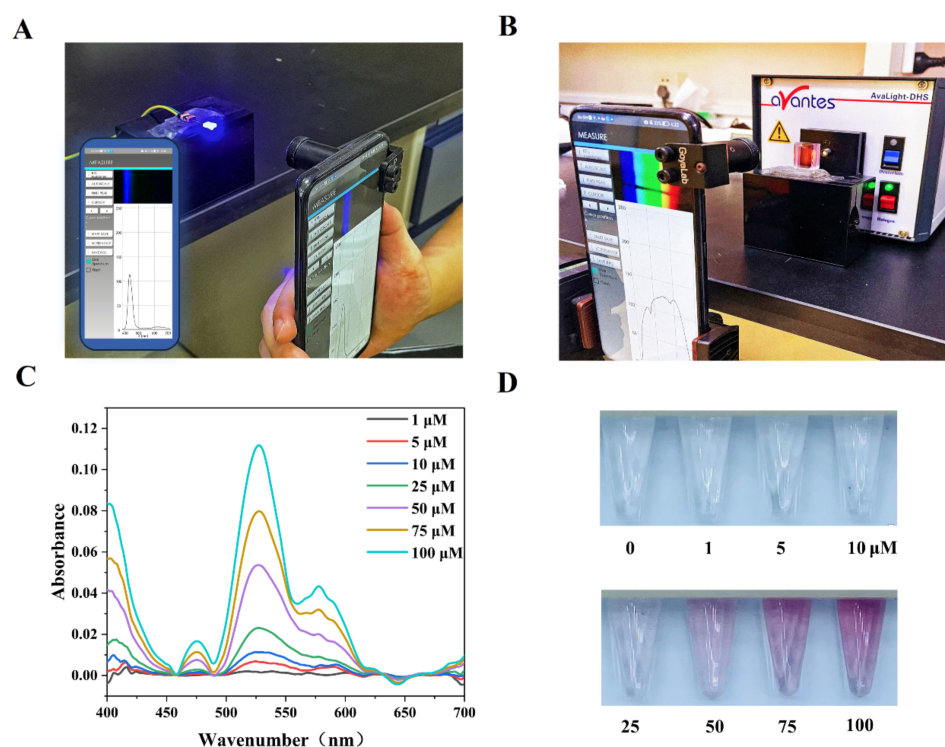 A
B
MEASURE
MEASURE
avantes
AvaLight-DHS
MEASURE
GoyaLab
C
0.12
0.10
0.08
0.06
0.04
0.02
0.00
Absorbance
400 450 500 550 600 650 700
Wavenumber（nm）
1 μM
5 μM
10 μM
25 μM
50 μM
75 μM
100 μM
D
0 1 5 10 μM
25 50 75 100